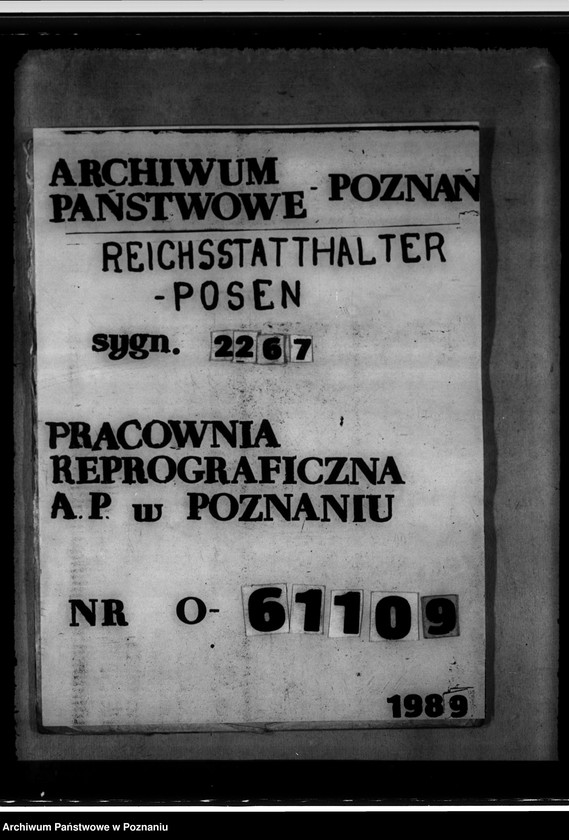 ARCHIWUM
PAŃSTWOWE - POZNAŃ
REICHSSTATTHALTER
-POSEN
sygn. 2267
PRACOWNIA
REPROGRAFICZNA
A.P. w POZNANIU
NR O-61109
1989
Archiwum Państwowe w Poznaniu